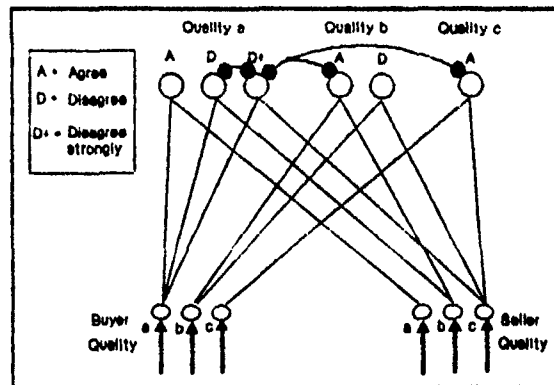 Quality a Quality b Quality c
A D D+ A D A
A = Agree
D = Disagree
D+ = Disagree
strongly
Buyer a b c a b c Seller
Quality Quality